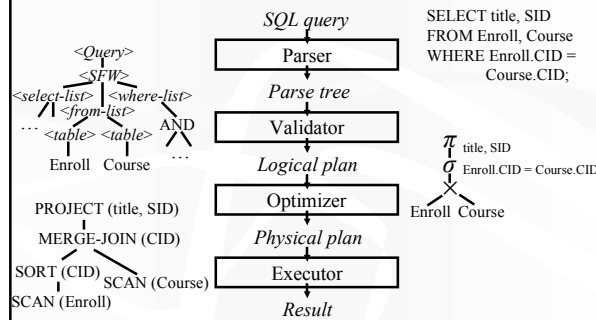 SQL query
Parser
Parse tree
Validator
Logical plan
Optimizer
Physical plan
Executor
Result
SELECT title, SID
FROM Enroll, Course
WHERE Enroll.CID =
Course.CID;
<Query>
<SFW>
<select-list> <where-list>
<from-list>
… <table> <table> AND
Enroll Course …
π title, SID
σ Enroll.CID = Course.CID
×
Enroll Course
PROJECT (title, SID)
MERGE-JOIN (CID)
SORT (CID)
SCAN (Course)
SCAN (Enroll)